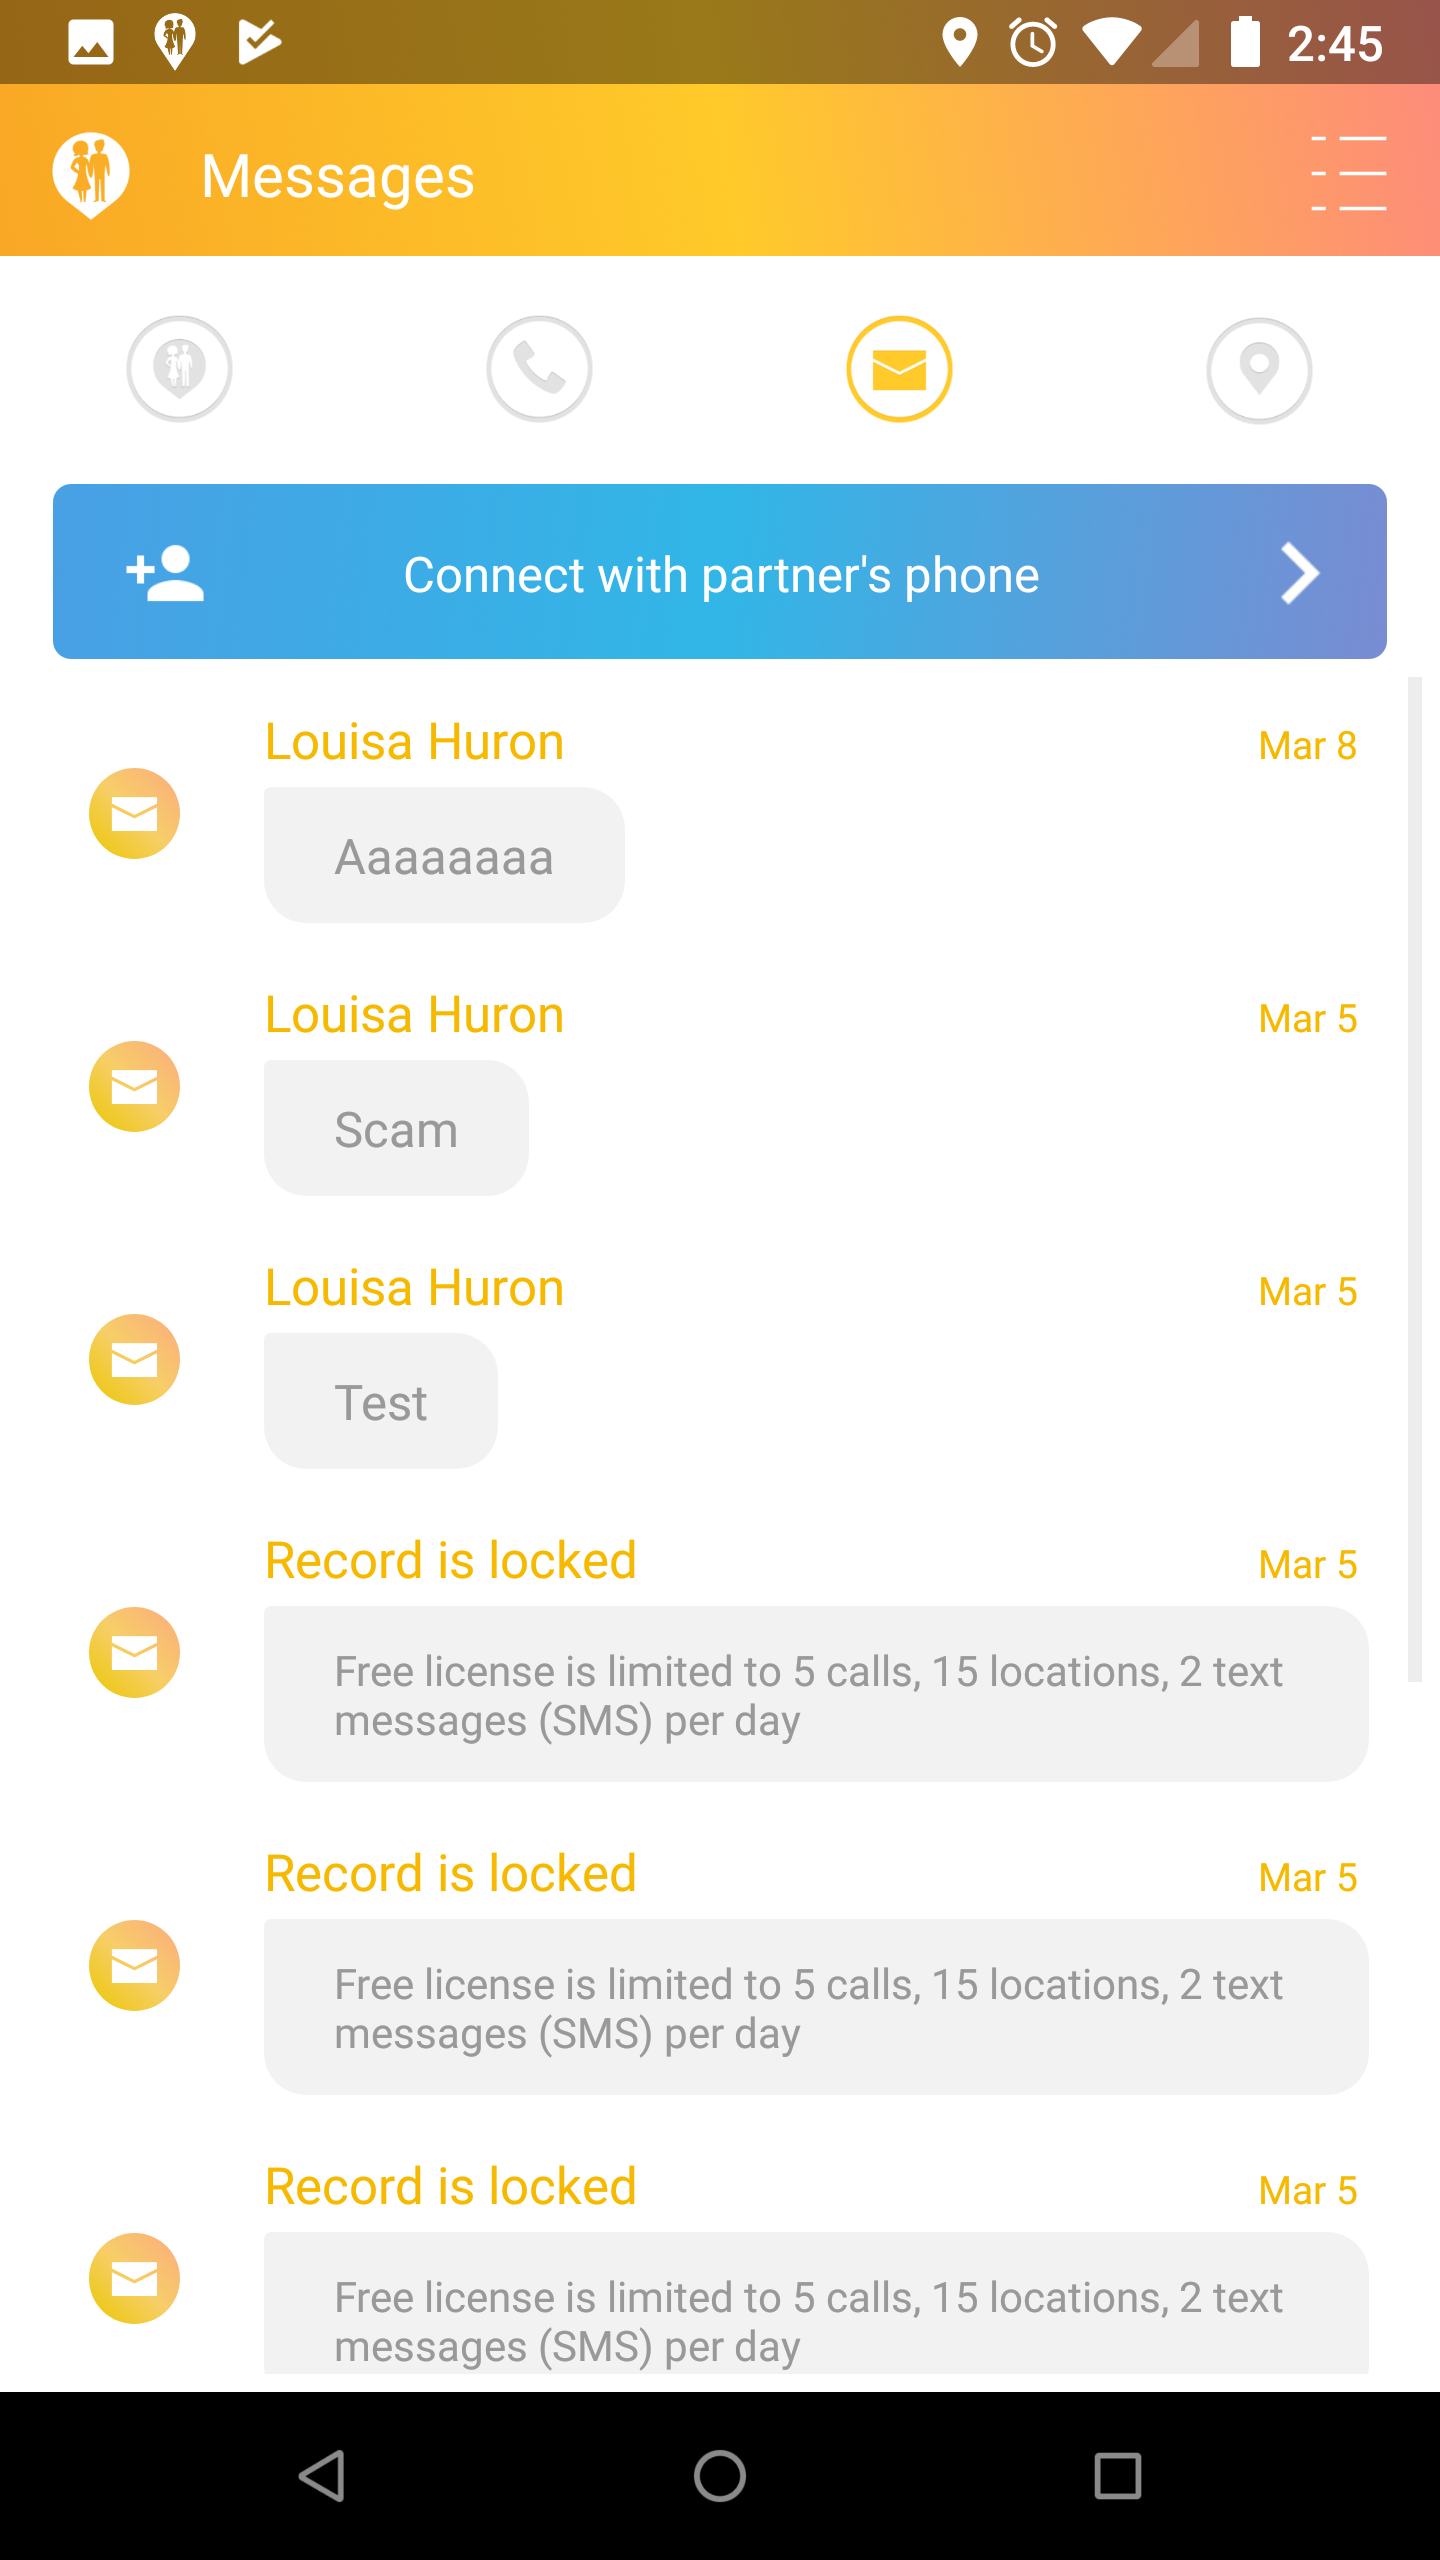 2:45
Messages
Connect with partner's phone
Louisa Huron
Mar 8
Aaaaaaaa
Louisa Huron
Mar 5
Scam
Louisa Huron
Mar 5
Test
Record is locked
Mar 5
Free license is limited to 5 calls, 15 locations, 2 text
messages (SMS) per day
Record is locked
Mar 5
Free license is limited to 5 calls, 15 locations, 2 text
messages (SMS) per day
Record is locked
Mar 5
Free license is limited to 5 calls, 15 locations, 2 text
messages (SMS) per day